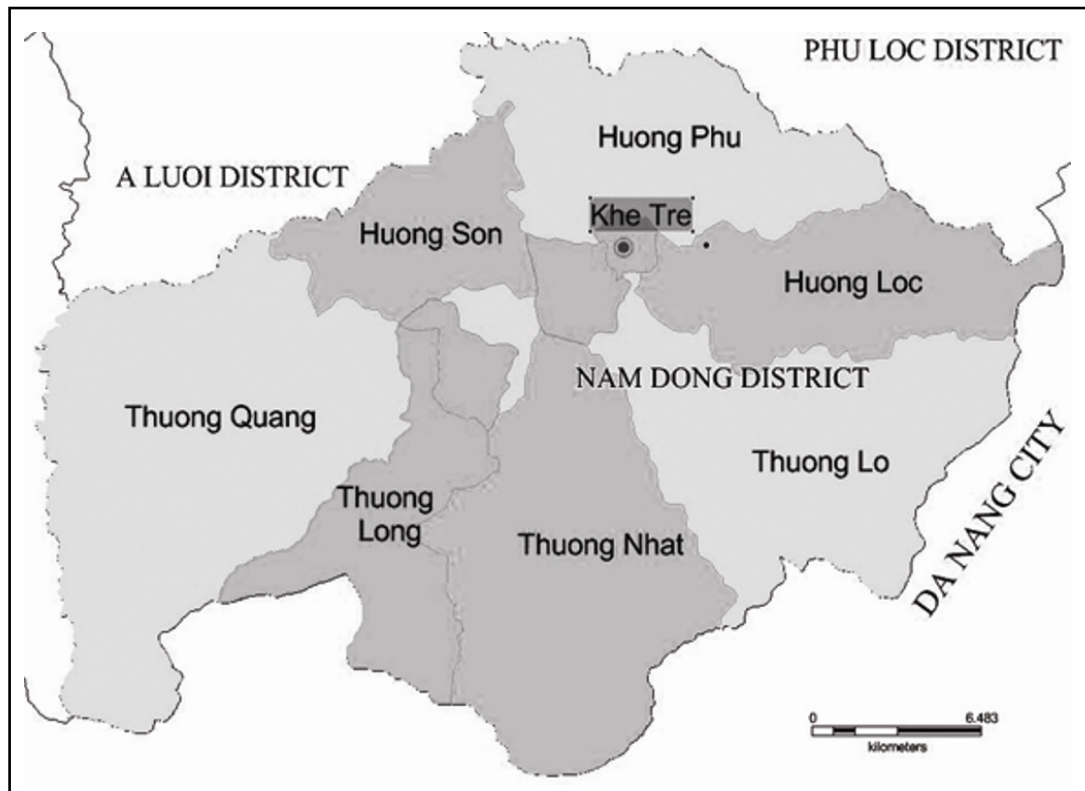 PHU LOC DISTRICT
Huong Phu
A LUOI DISTRICT
Khe Tre
Huong Son
Huong Loc
NAM DONG DISTRICT
Thuong Quang
Thuong Lo
Thuong
Long
Thuong Nhat
DA NANG CITY
0 6.483
kilometers